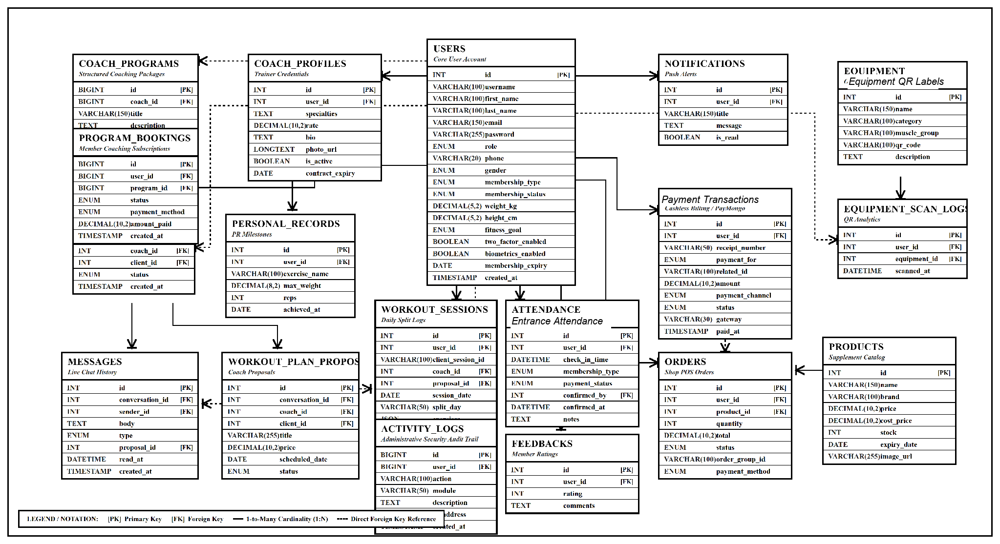 COACH_PROGRAMS
Structured Coaching Packages
BIGINT id [PK]
BIGINT coach_id [FK]
VARCHAR(150) title
TEXT description
PROGRAM_BOOKINGS
Member Coaching Subscriptions
BIGINT id [PK]
BIGINT user_id [FK]
BIGINT program_id [FK]
ENUM status
ENUM payment_method
DECIMAL(10,2) amount_paid
TIMESTAMP created_at
INT coach_id [FK]
INT client_id [FK]
ENUM status
TIMESTAMP created_at
COACH_PROFILES
Trainer Credentials
INT id [PK]
INT user_id [FK]
TEXT specialties
DECIMAL(10,2) rate
TEXT bio
LONGTEXT photo_url
BOOLEAN is_active
DATE contract_expiry
PERSONAL_RECORDS
PR Milestones
INT id [PK]
INT user_id [FK]
VARCHAR(100) exercise_name
DECIMAL(8,2) max_weight
INT reps
DATE achieved_at
USERS
Core User Account
INT id [PK]
VARCHAR(100) username
VARCHAR(100) first_name
VARCHAR(100) last_name
VARCHAR(150) email
VARCHAR(255) password
ENUM role
VARCHAR(20) phone
ENUM gender
ENUM membership_type
ENUM membership_status
DECIMAL(5,2) weight_kg
DECIMAL(5,2) height_cm
ENUM fitness_goal
BOOLEAN two_factor_enabled
BOOLEAN biometrics_enabled
DATE membership_expiry
TIMESTAMP created_at
NOTIFICATIONS
Push Alerts
INT id [PK]
INT user_id [FK]
VARCHAR(150) title
TEXT message
BOOLEAN is_read
EQUIPMENT
Equipment QR Labels
INT id [PK]
VARCHAR(150) name
VARCHAR(100) category
VARCHAR(100) muscle_group
VARCHAR(100) qr_code
TEXT description
Payment Transactions
Cashless Billing / PayMongo
INT id [PK]
INT user_id [FK]
VARCHAR(50) receipt_number
ENUM payment_for
VARCHAR(100) related_id
DECIMAL(10,2) amount
ENUM payment_channel
ENUM status
VARCHAR(30) gateway
TIMESTAMP paid_at
EQUIPMENT_SCAN_LOGS
QR Analytics
INT id [PK]
INT user_id [FK]
INT equipment_id [FK]
DATETIME scanned_at
MESSAGES
Live Chat History
INT id [PK]
INT conversation_id [FK]
INT sender_id [FK]
TEXT body
ENUM type
INT proposal_id [FK]
DATETIME read_at
TIMESTAMP created_at
WORKOUT_PLAN_PROPOS
Coach Proposals
INT id [PK]
INT conversation_id [FK]
INT coach_id [FK]
INT client_id [FK]
VARCHAR(255) title
DECIMAL(10,2) price
DATE scheduled_date
ENUM status
WORKOUT_SESSIONS
Daily Split Logs
INT id [PK]
INT user_id [FK]
VARCHAR(100) client_session_id
INT coach_id [FK]
INT proposal_id [FK]
DATE session_date
VARCHAR(50) split_day
ACTIVITY_LOGS
Administrative Security Audit Trail
BIGINT id [PK]
BIGINT user_id [FK]
VARCHAR(100) action
VARCHAR(50) module
TEXT description
address
created_at
ATTENDANCE
Entrance Attendance
INT id [PK]
INT user_id [FK]
DATETIME check_in_time
ENUM membership_type
ENUM payment_status
INT confirmed_by [FK]
DATETIME confirmed_at
TEXT notes
FEEDBACKS
Member Ratings
INT id [PK]
INT user_id [FK]
INT rating
TEXT comments
ORDERS
Shop POS Orders
INT id [PK]
INT user_id [FK]
INT product_id [FK]
INT quantity
DECIMAL(10,2) total
ENUM status
VARCHAR(100) order_group_id
ENUM payment_method
PRODUCTS
Supplement Catalog
INT id [PK]
VARCHAR(150) name
VARCHAR(100) brand
DECIMAL(10,2) price
DECIMAL(10,2) cost_price
INT stock
DATE expiry_date
VARCHAR(255) image_url
LEGEND / NOTATION: [PK] Primary Key [FK] Foreign Key 1-to-Many Cardinality (1:N) Direct Foreign Key Reference